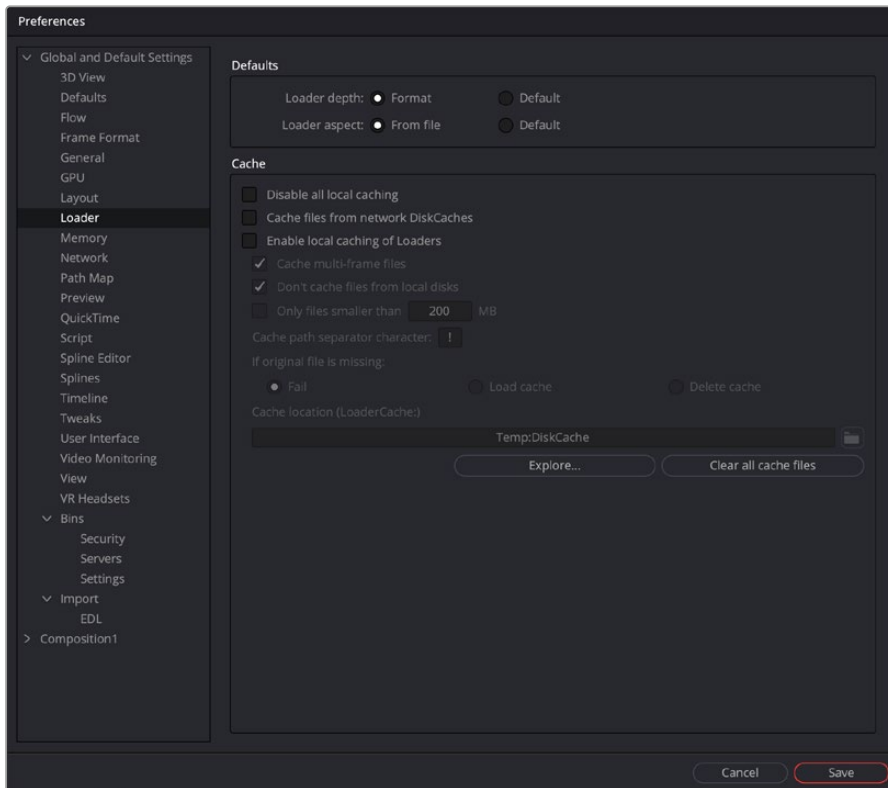 Preferences
Global and Default Settings
3D View
Defaults
Flow
Frame Format
General
GPU
Layout
Loader
Memory
Network
Path Map
Preview
QuickTime
Script
Spline Editor
Splines
Timeline
Tweaks
User Interface
Video Monitoring
View
VR Headsets
Bins
Security
Servers
Settings
Import
EDL
Composition1
Defaults
Loader depth: Format Default
Loader aspect: From file Default
Cache
Disable all local caching
Cache files from network DiskCaches
Enable local caching of Loaders
Cache multi-frame files
Don't cache files from local disks
Only files smaller than 200 MB
Cache path separator character: !
If original file is missing:
Fail Load cache Delete cache
Cache location (LoaderCache:)
Temp:DiskCache
Explore... Clear all cache files
Cancel Save